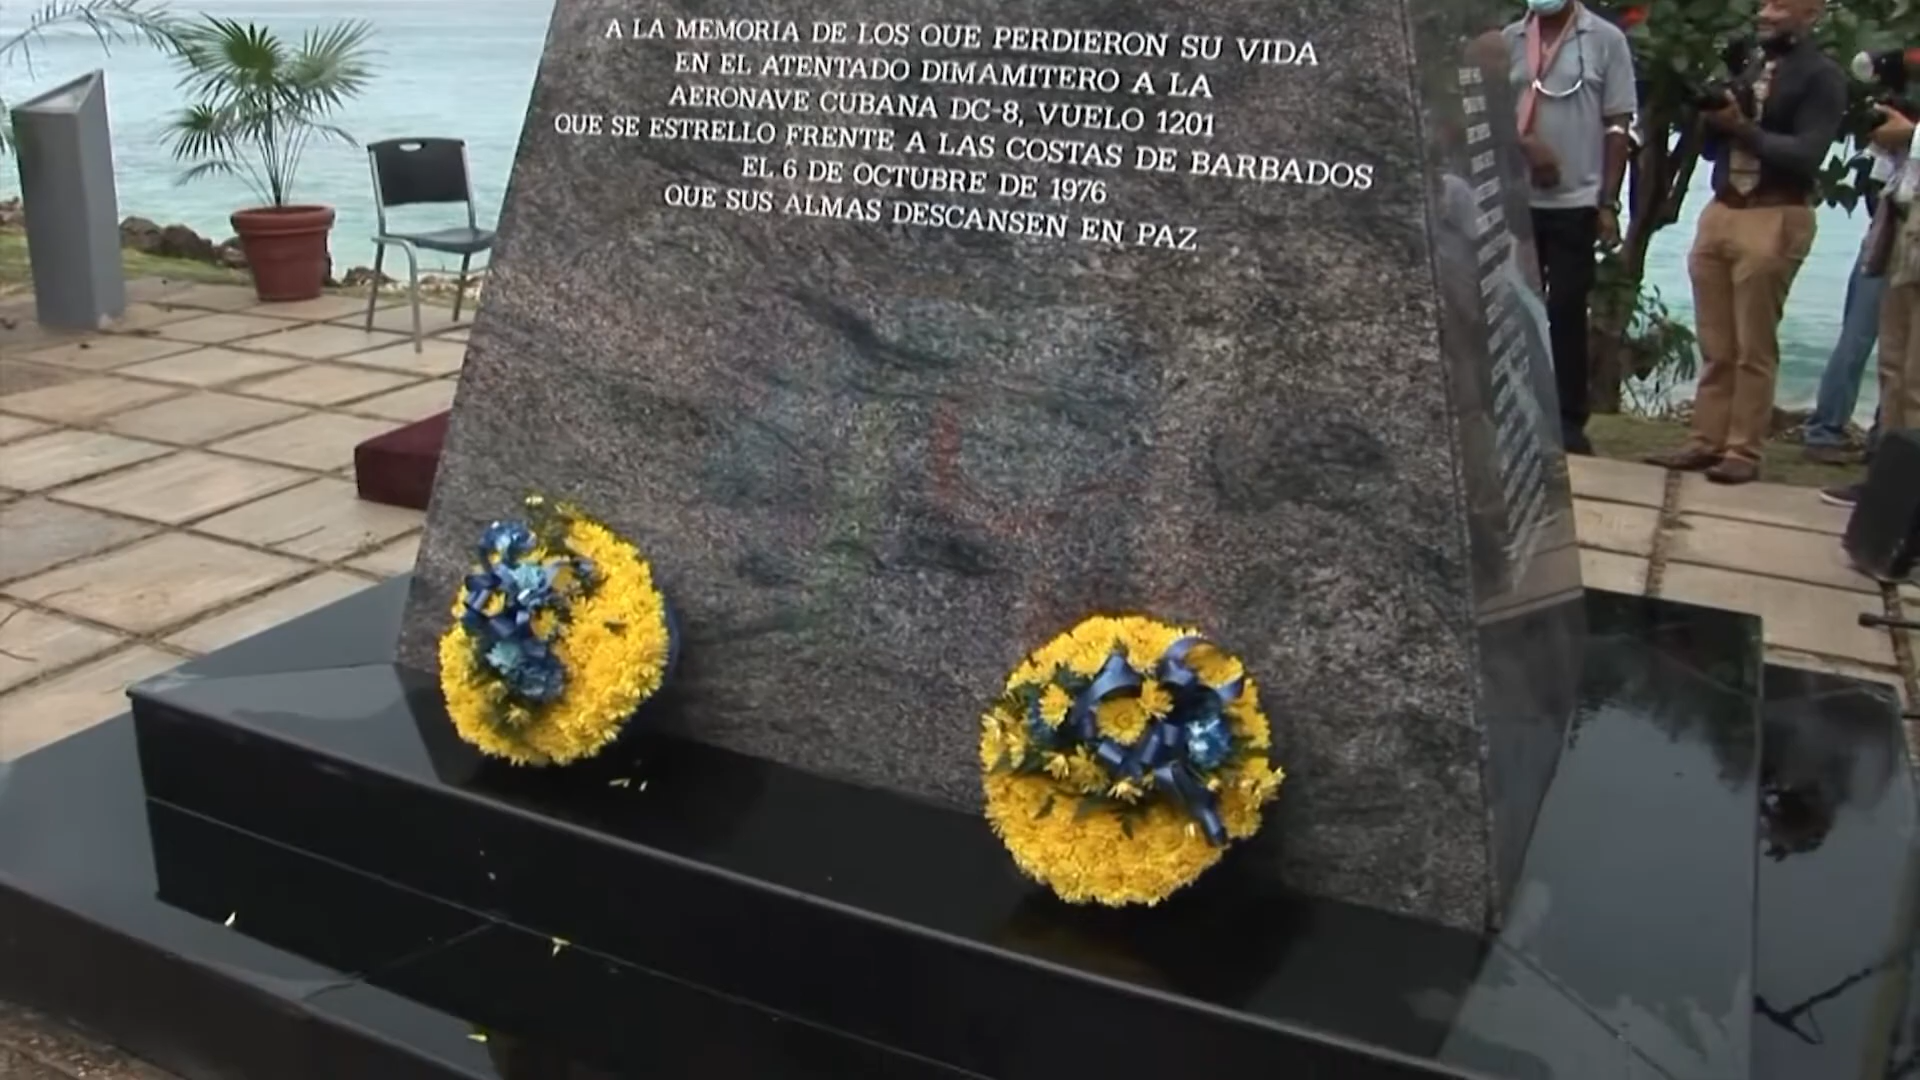 A LA MEMORIA DE LOS QUE PERDIERON SU VIDA
EN EL ATENTADO DIMAMITERO A LA
AERONAVE CUBANA DC-8, VUELO 1201
QUE SE ESTRELLO FRENTE A LAS COSTAS DE BARBADOS
EL 6 DE OCTUBRE DE 1976
QUE SUS ALMAS DESCANSEN EN PAZ